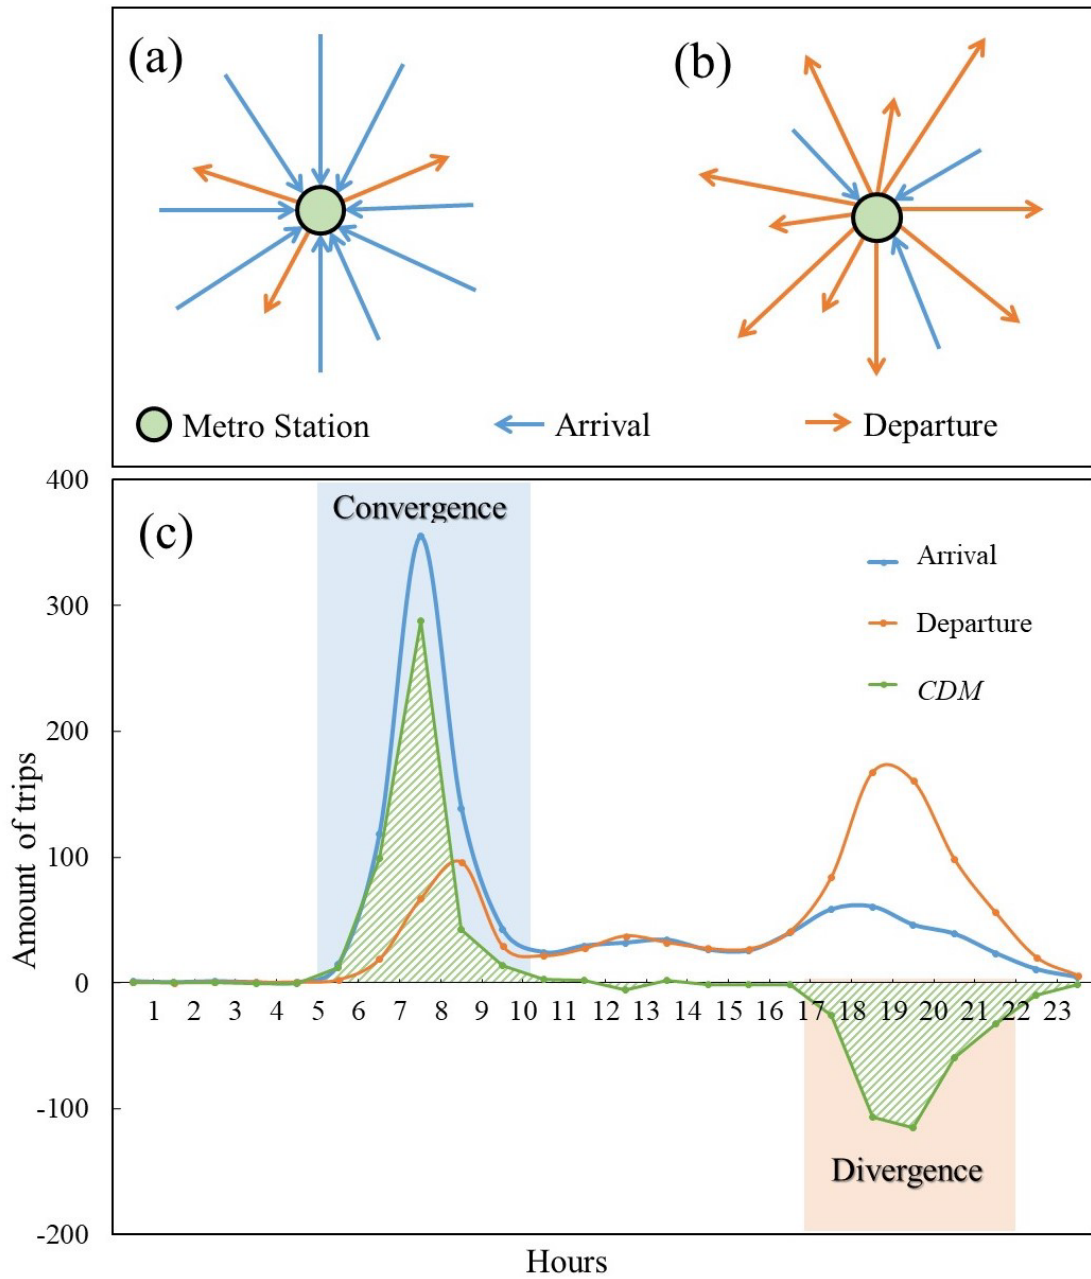 (a)
(b)
Metro Station
Arrival
Departure
400
300
200
100
0
-100
-200
Amount of trips
(c)
Convergence
Arrival
Departure
CDM
1 2 3 4 5 6 7 8 9 10 11 12 13 14 15 16 17 18 19 20 21 22 23
Divergence
Hours